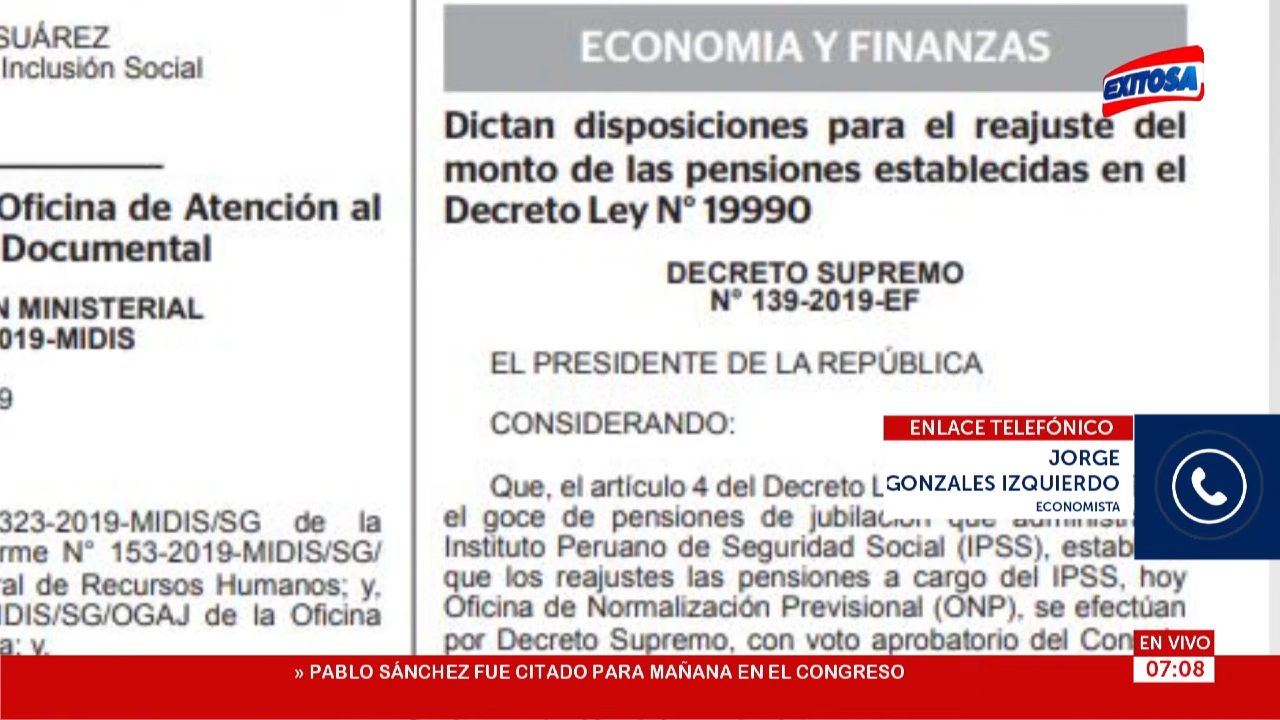 SUÁREZ
Inclusión Social
Oficina de Atención al
Documental
N MINISTERIAL
019-MIDIS
9
323-2019-MIDIS/SG de la
rme N° 153-2019-MIDIS/SG/
ral de Recursos Humanos; y,
MIDIS/SG/OGAJ de la Oficina
a; y,
ECONOMIA Y FINANZAS
EXITOSA
Dictan disposiciones para el reajuste del
monto de las pensiones establecidas en el
Decreto Ley N° 19990
DECRETO SUPREMO
N° 139-2019-EF
EL PRESIDENTE DE LA REPÚBLICA
CONSIDERANDO:
Que, el artículo 4 del Decreto
el goce de pensiones de jubilación que
Instituto Peruano de Seguridad Social (IPSS),
que los reajustes las pensiones a cargo del IPSS, hoy
Oficina de Normalización Previsional (ONP), se efectúan
por Decreto Supremo, con voto aprobatorio del
ENLACE TELEFÓNICO
JORGE
GONZALES IZQUIERDO
ECONOMISTA
EN VIVO
07:08
» PABLO SÁNCHEZ FUE CITADO PARA MAÑANA EN EL CONGRESO